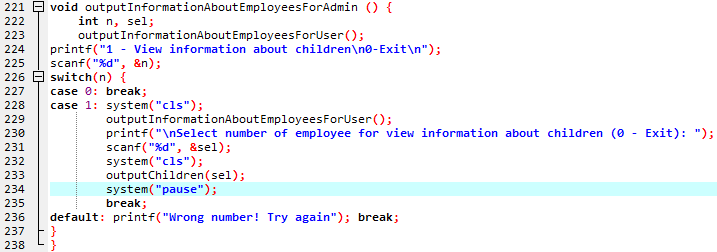 221 void outputInformationAboutEmployeesForAdmin () {
222 int n, sel;
223 outputInformationAboutEmployeesForUser();
224 printf("1 - View information about children\n0-Exit\n");
225 scanf("%d", &n);
226 switch(n) {
227 case 0: break;
228 case 1: system("cls");
229 outputInformationAboutEmployeesForUser();
230 printf("\nSelect number of employee for view information about children (0 - Exit): ");
231 scanf("%d", &sel);
232 system("cls");
233 outputChildren(sel);
234 system("pause");
235 break;
236 default: printf("Wrong number! Try again"); break;
237 }
238 }